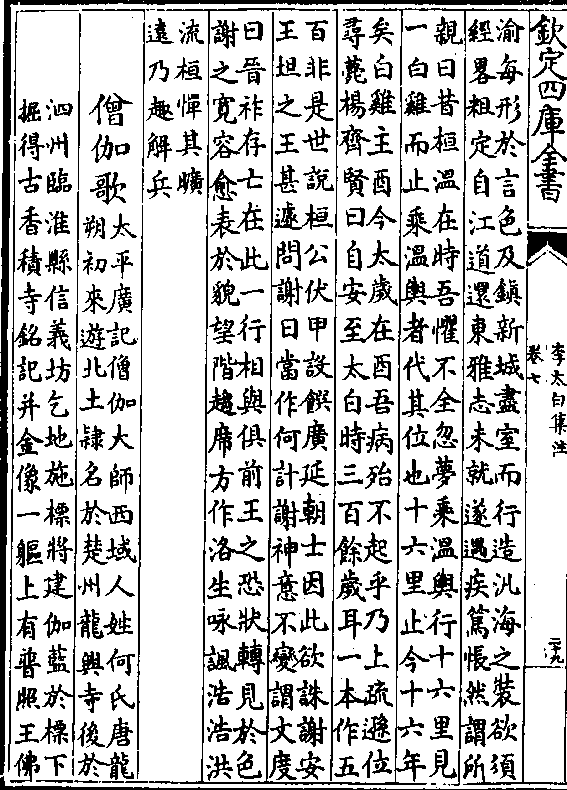 欽定四庫全書
李太白集注
卷七
二十九
渝每形於言色及鎮新城盡室而行造汎海之裝欲須
經畧粗定自江道還東雅志未就遂遇疾篤悵然謂所
親曰昔桓溫在時吾懼不全忽夢乘溫輿行十六里見
一白雞而止乘溫輿者代其位也十六里止今十六年
矣白雞主酉今太歲在酉吾病殆不起乎乃上疏遜位
尋薨楊齊賢曰自安至太白時三百餘歲耳一本作五
百非是世說桓公伏甲設饌廣延朝士因此欲誅謝安
王坦之王甚遽問謝曰當作何計謝神意不變謂文度
曰晉祚存亡在此一行相與俱前王之恐狀轉見於色
謝之寛容愈表於貌望階趨席方作洛生咏諷浩浩洪
流桓憚其曠
逺乃趣解兵
僧伽歌
太平廣記僧伽大師西域人姓何氏唐龍
朔初來遊北土隷名於楚州龍興寺後於
泗州臨淮縣信義坊乞地施標將建伽藍於標下
掘得古香積寺銘記并金像一軀上有普照王佛